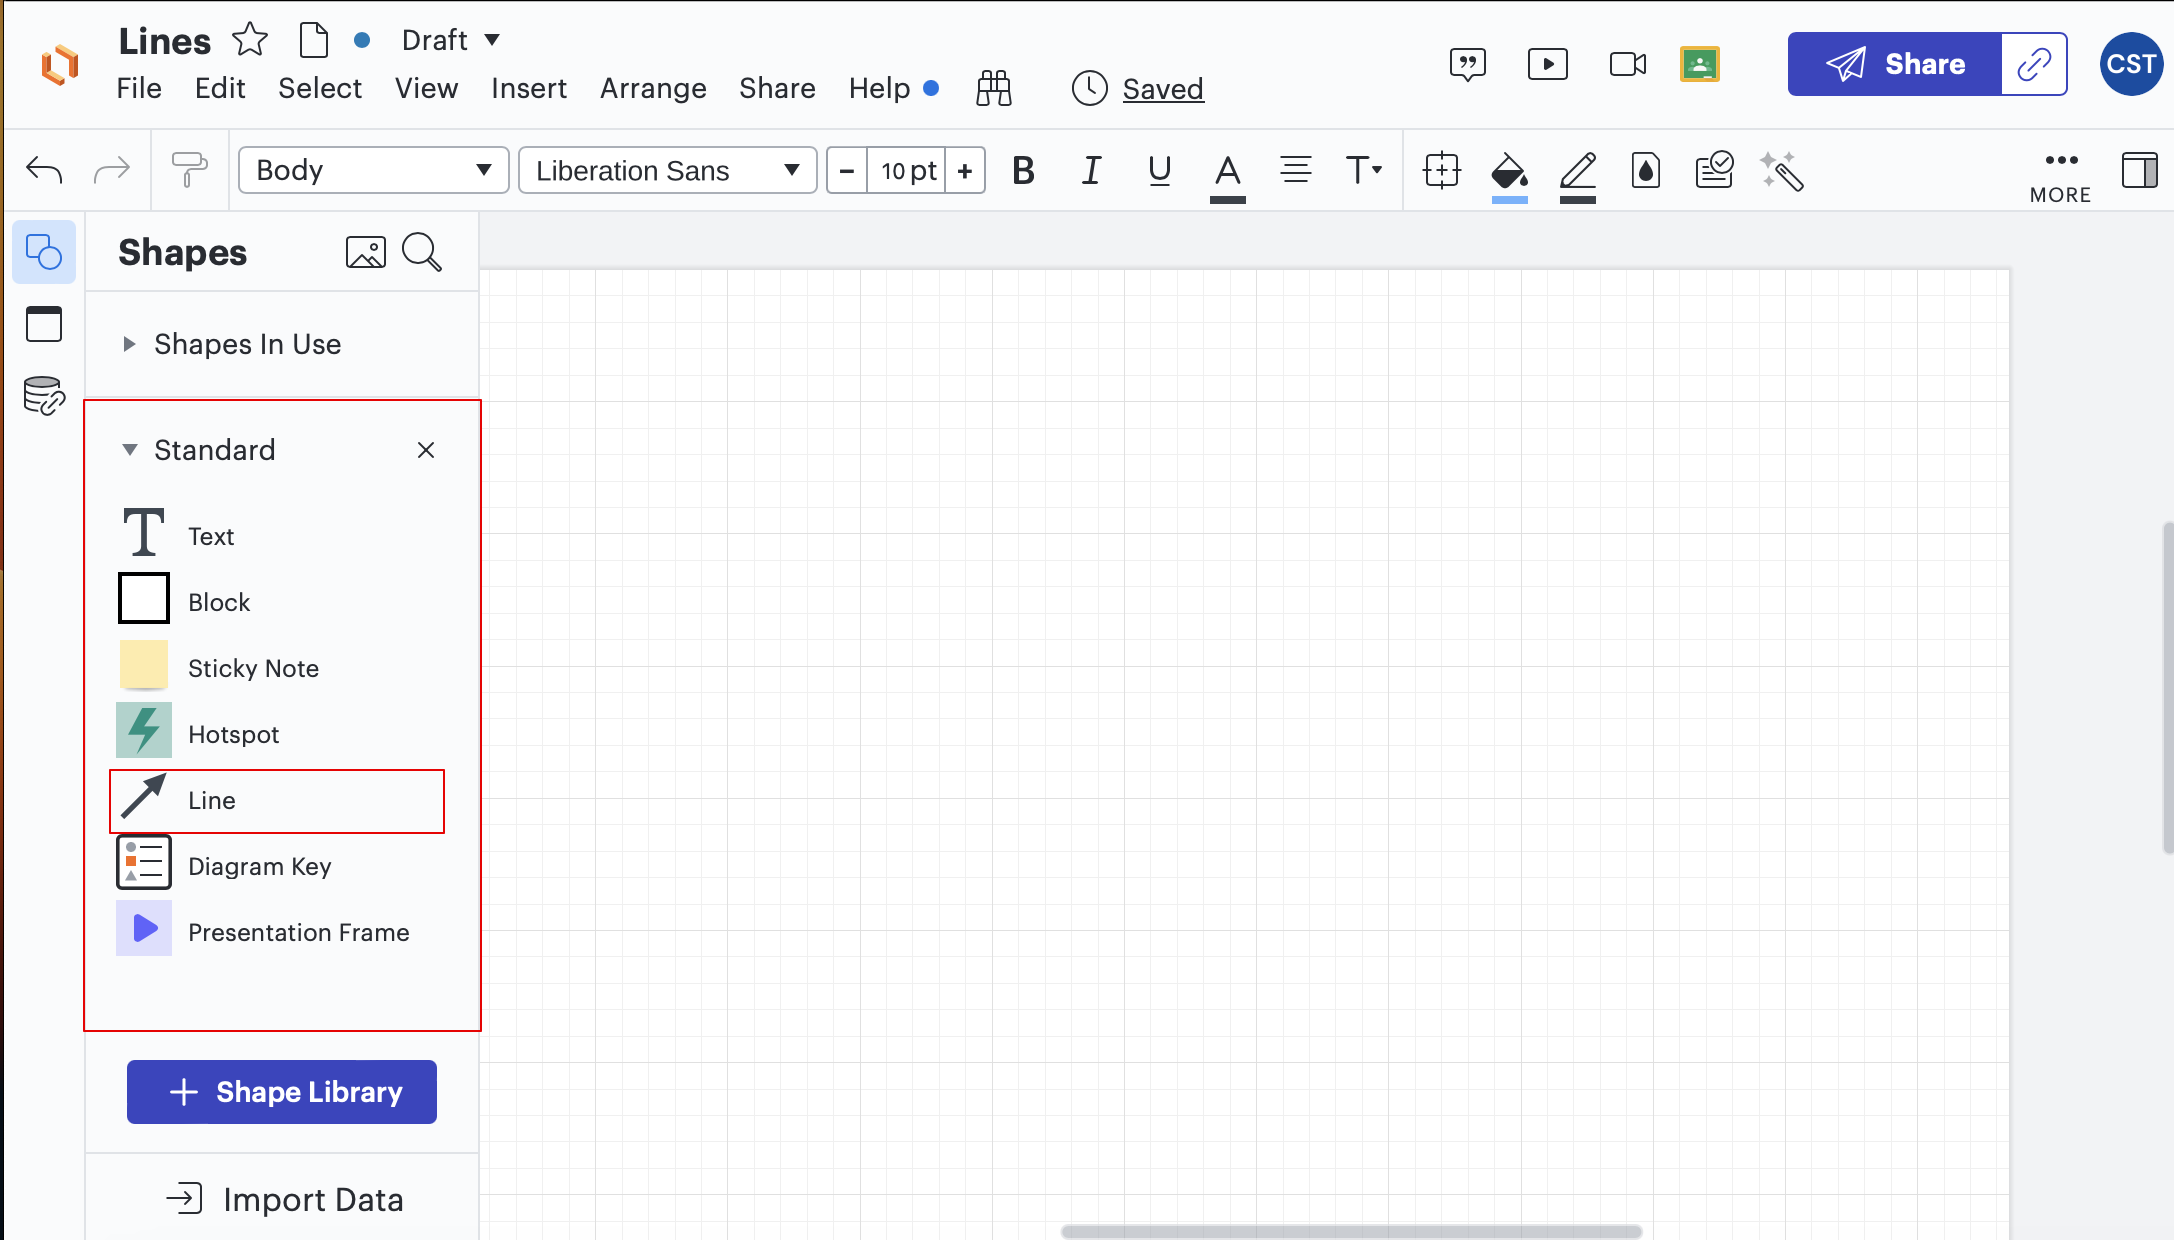 Lines
Draft
File Edit Select View Insert Arrange Share Help
Saved
Share
CST
Body
Liberation Sans
− 10 pt +
B I U A T
MORE
Shapes
Shapes In Use
Standard
Text
Block
Sticky Note
Hotspot
Line
Diagram Key
Presentation Frame
+ Shape Library
Import Data